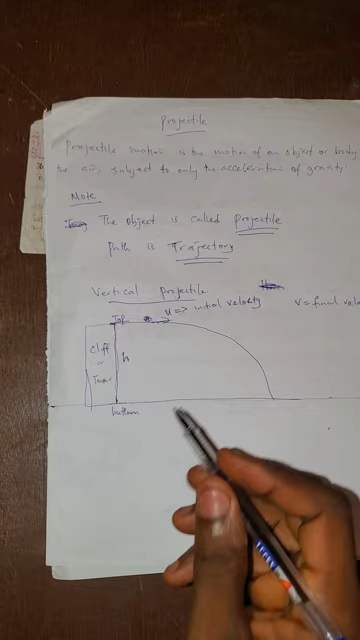 Projectile
Projectile motion is the motion of an object or body
the air, subject to only the acceleration of gravity.
Note
The object is called projectile
path is Trajectory
Vertical projectile
u => initial velocity
v = final velo
Top
Cliff
or
Tower
h
bottom